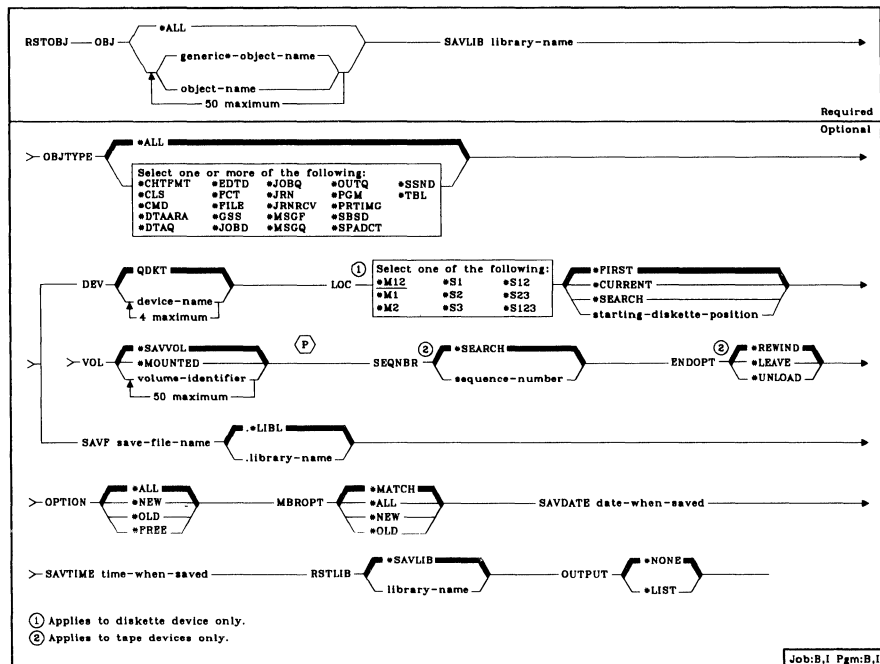 *ALL
RSTOBJ OBJ generic*-object-name SAVLIB library-name
object-name
50 maximum
Required
Optional
OBJTYPE *ALL
Select one or more of the following:
*CHTFMT *EDTD *JOBQ *OUTQ *SSND
*CLS *FCT *JRN *PGM *TBL
*CMD *FILE *JRNRCV *PRTIMG
*DTAARA *GSS *MSGF *SBSD
*DTAQ *JOBD *MSGQ *SPADCT
DEV QDKT
device-name
4 maximum
LOC ① Select one of the following:
*M12 *S1 *S12
*M1 *S2 *S23
*M2 *S3 *S123
*FIRST
*CURRENT
*SEARCH
starting-diskette-position
VOL *SAVVOL
*MOUNTED
volume-identifier
50 maximum
P
SEQNBR ② *SEARCH
sequence-number
ENDOPT ② *REWIND
*LEAVE
*UNLOAD
SAVF save-file-name .*LIBL
.library-name
OPTION *ALL
*NEW
*OLD
*FREE
MBROPT *MATCH
*ALL
*NEW
*OLD
SAVDATE date-when-saved
SAVTIME time-when-saved RSTLIB *SAVLIB
library-name
OUTPUT *NONE
*LIST
① Applies to diskette device only.
② Applies to tape devices only.
Job:B,I Pgm:B,I